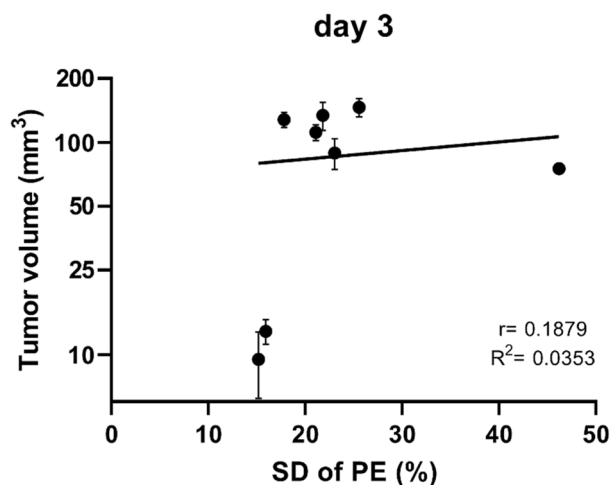 day 3
Tumor volume (mm³)
200
100
50
25
10
r= 0.1879
R²= 0.0353
0 10 20 30 40 50
SD of PE (%)